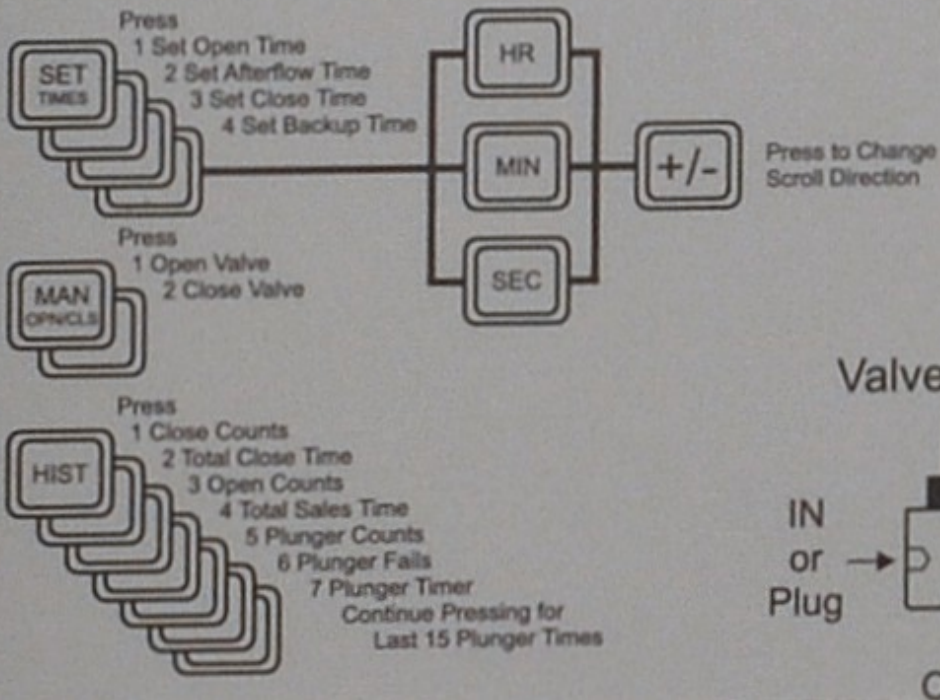 Press
1 Set Open Time
2 Set Afterflow Time
3 Set Close Time
4 Set Backup Time
SET
TIMES
HR
MIN
SEC
+/-
Press to Change
Scroll Direction
Press
1 Open Valve
2 Close Valve
MAN
OPN/CLS
Press
1 Close Counts
2 Total Close Time
3 Open Counts
4 Total Sales Time
5 Plunger Counts
6 Plunger Fails
7 Plunger Timer
Continue Pressing for
Last 15 Plunger Times
HIST
Valve
IN
or
Plug